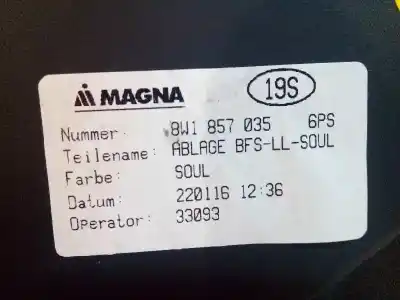 MAGNA 19S
Nummer: 8W1 857 035 6PS
Teilename: ABLAGE BFS-LL-SOUL
Farbe: SOUL
Datum: 220116 12:36
Operator: 33093